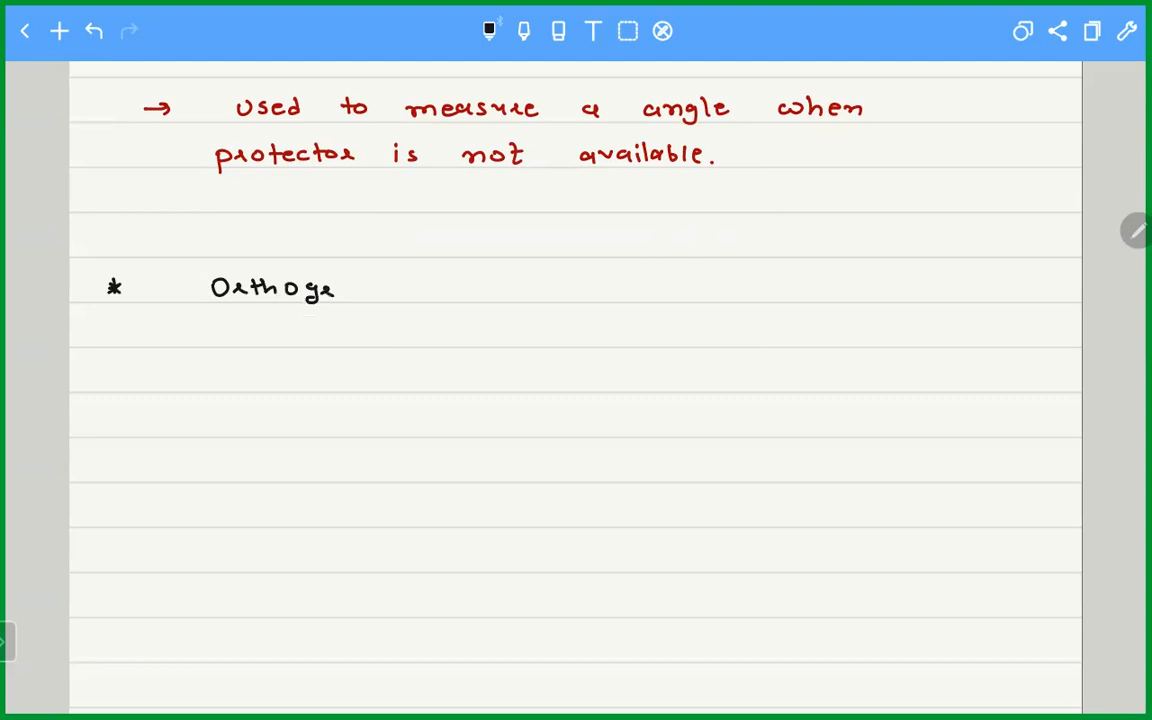 → used to measure a angle when
protector is not available.
* Orthoge